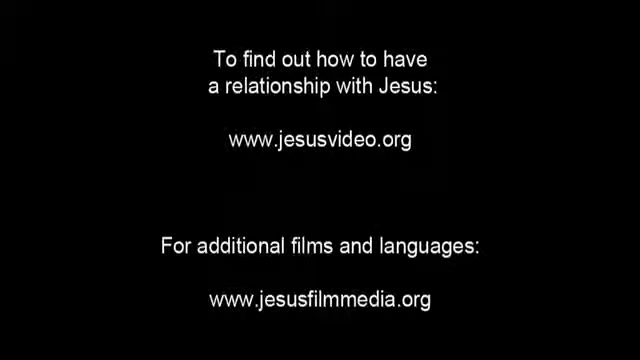 To find out how to have
a relationship with Jesus:
www.jesusvideo.org
For additional films and languages:
www.jesusfilmmedia.org